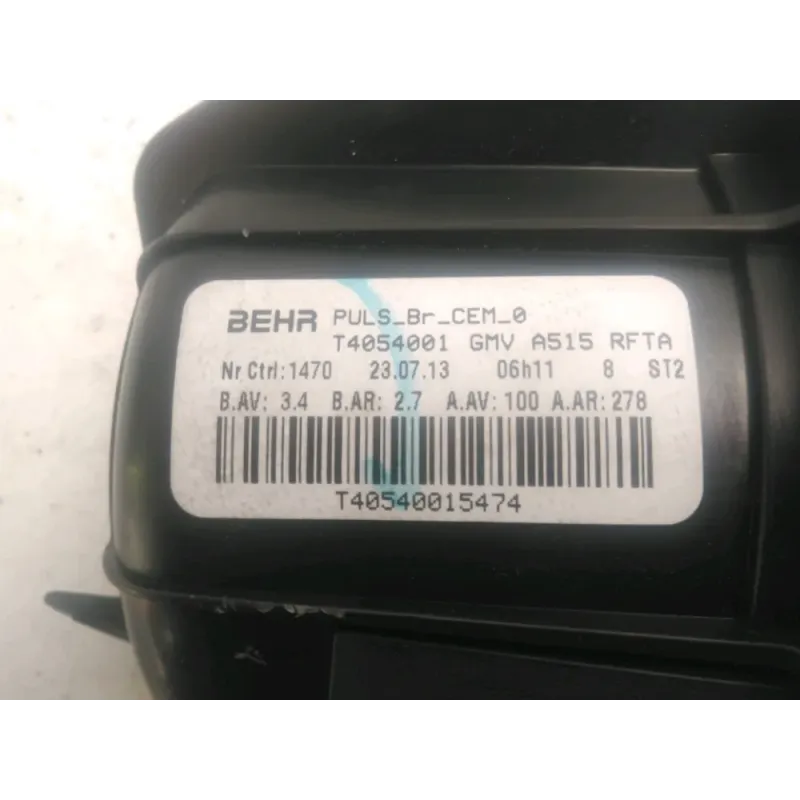 BEHR PULS_Br_CEM_0
T4054001 GMV A515 RFTA
Nr Ctrl:1470 23.07.13 06h11 8 ST2
B.AV: 3.4 B.AR: 2.7 A.AV: 100 A.AR: 278
T40540015474